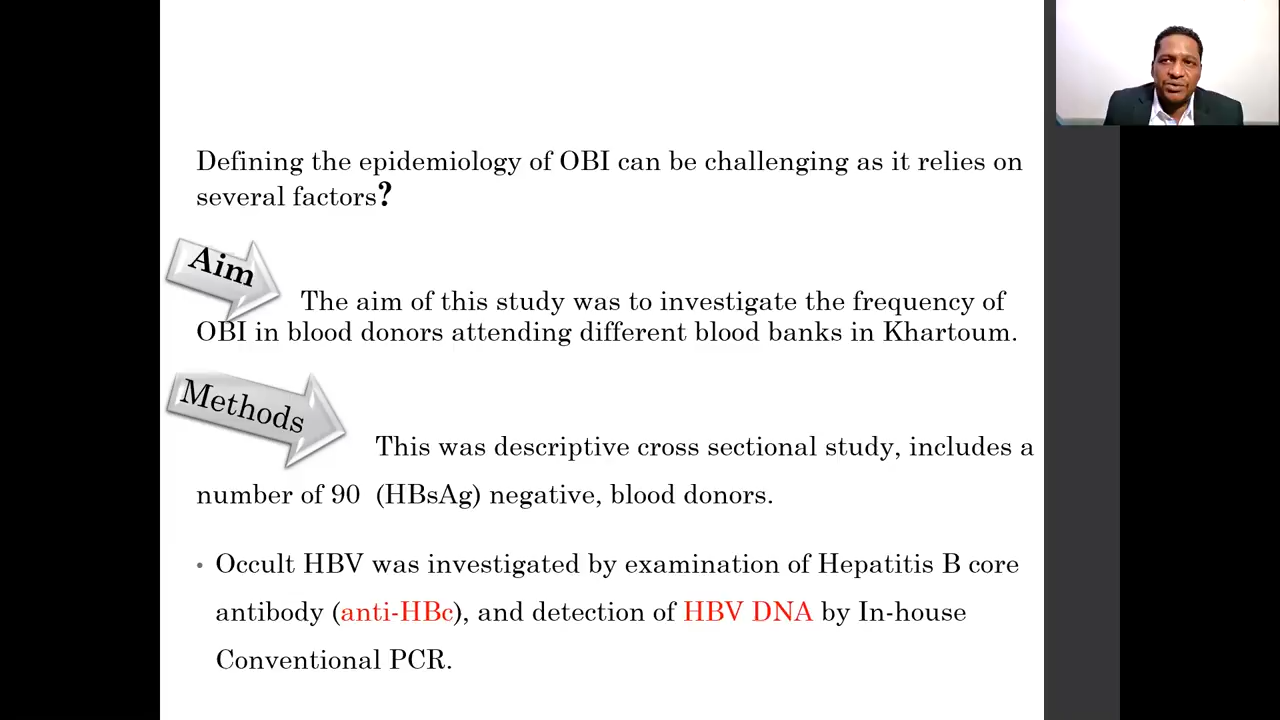 Defining the epidemiology of OBI can be challenging as it relies on
several factors?
Aim
The aim of this study was to investigate the frequency of
OBI in blood donors attending different blood banks in Khartoum.
Methods
This was descriptive cross sectional study, includes a
number of 90 (HBsAg) negative, blood donors.
• Occult HBV was investigated by examination of Hepatitis B core
antibody (anti-HBc), and detection of HBV DNA by In-house
Conventional PCR.